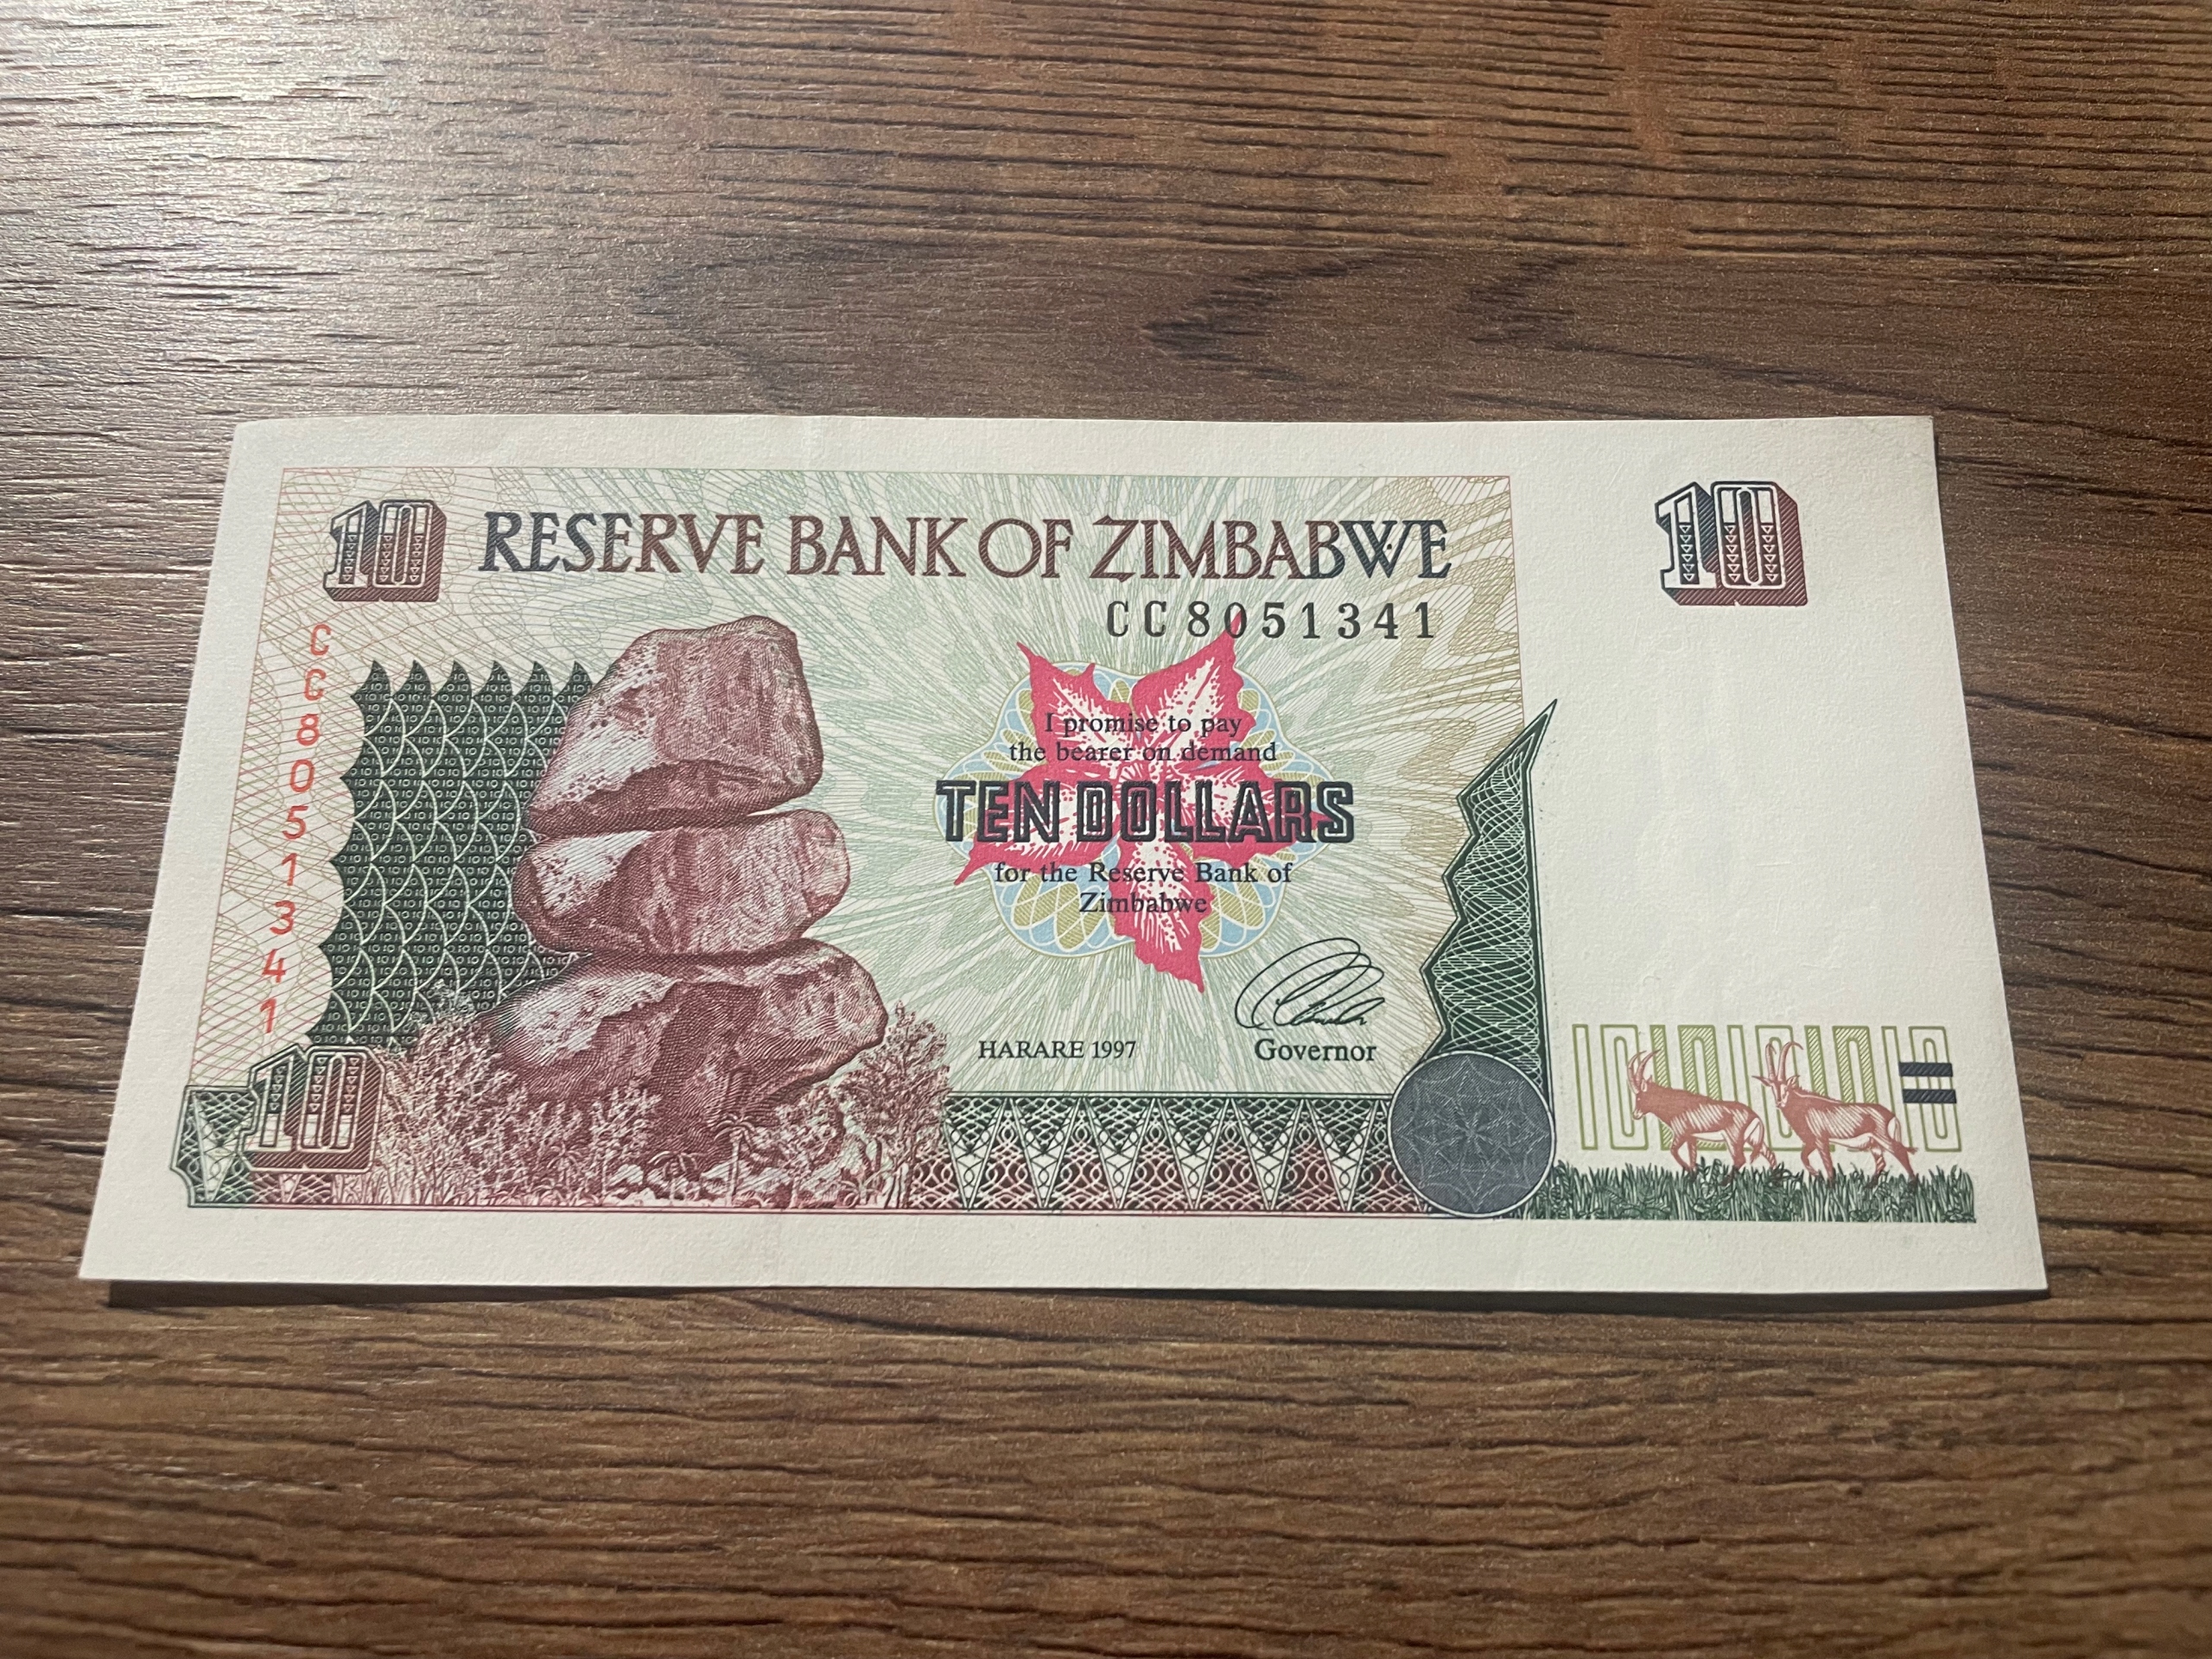 10 RESERVE BANK OF ZIMBABWE 10
CC8051341
CC8051341
I promise to pay
the bearer on demand
TEN DOLLARS
for the Reserve Bank of
Zimbabwe
HARARE 1997 Governor
10
1010101010